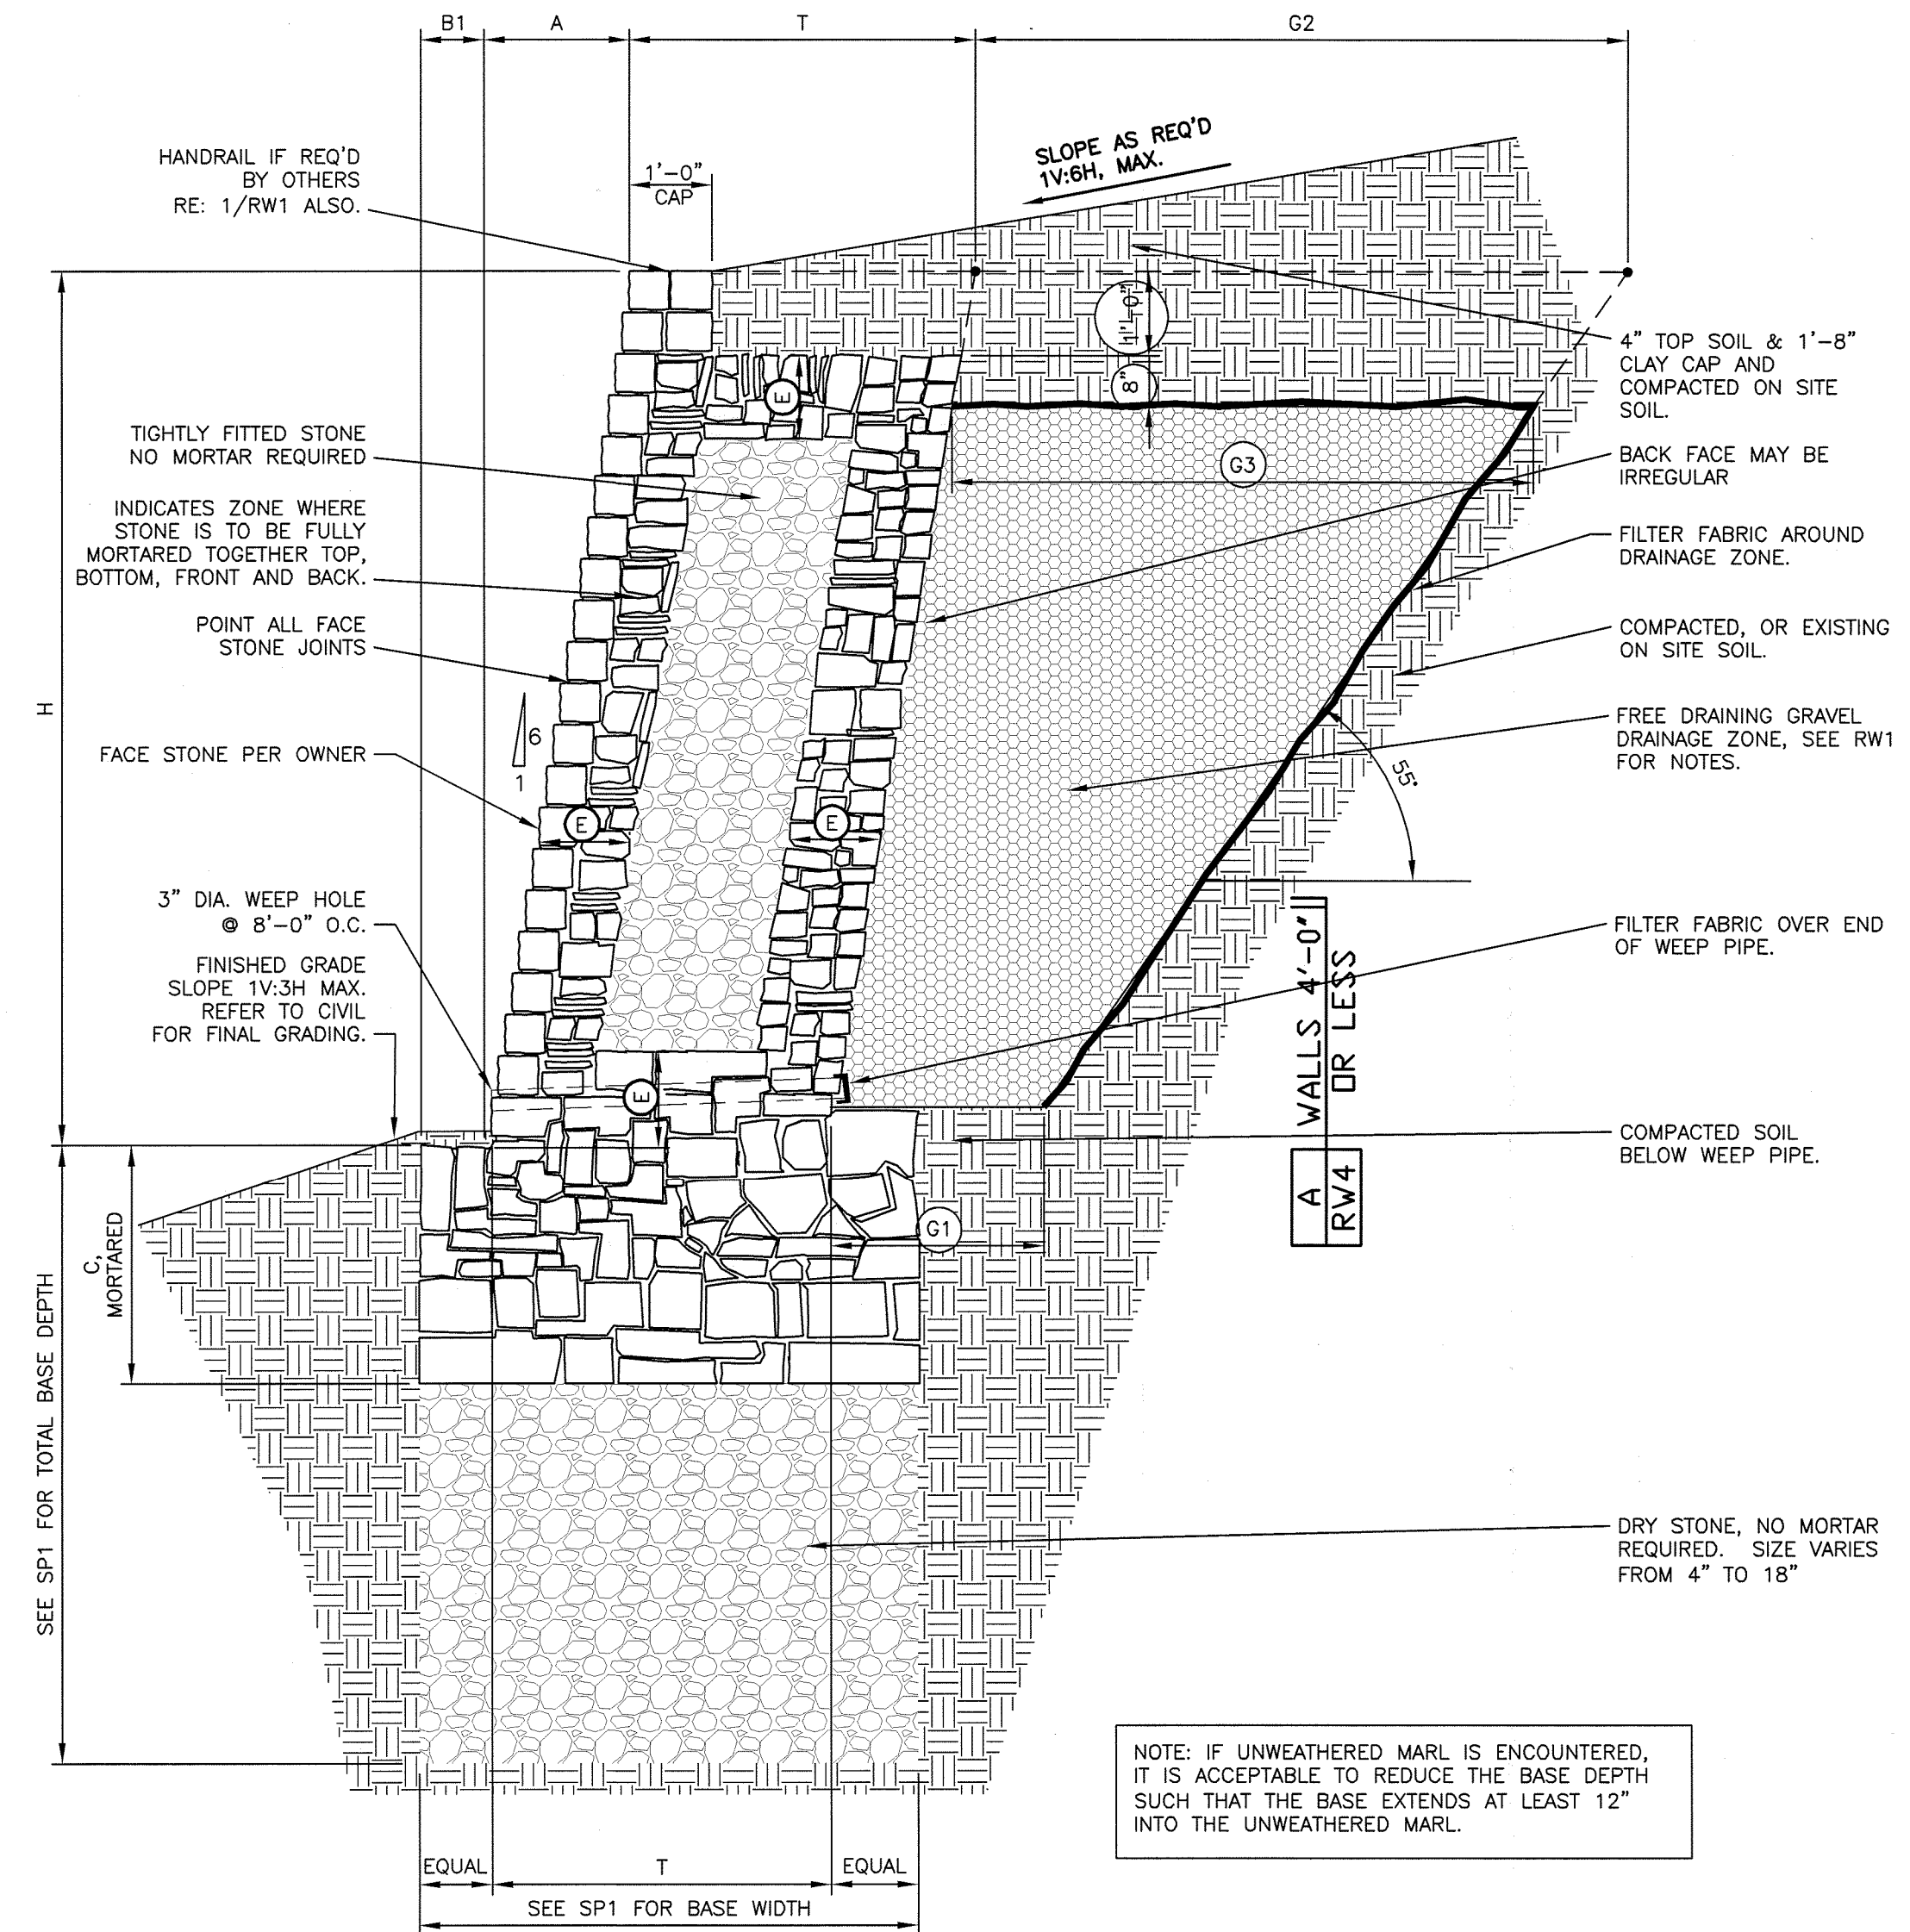 B1
A
T
G2
SLOPE AS REQ'D
1V:6H, MAX.
HANDRAIL IF REQ'D
BY OTHERS
RE: 1/RW1 ALSO.
1'-0"
CAP
1'-0"
8"
4" TOP SOIL & 1'-8"
CLAY CAP AND
COMPACTED ON SITE
SOIL.
E
TIGHTLY FITTED STONE
NO MORTAR REQUIRED
G3
BACK FACE MAY BE
IRREGULAR
INDICATES ZONE WHERE
STONE IS TO BE FULLY
MORTARED TOGETHER TOP,
BOTTOM, FRONT AND BACK.
FILTER FABRIC AROUND
DRAINAGE ZONE.
POINT ALL FACE
STONE JOINTS
COMPACTED, OR EXISTING
ON SITE SOIL.
H
6
1
FREE DRAINING GRAVEL
DRAINAGE ZONE, SEE RW1
FOR NOTES.
FACE STONE PER OWNER
55°
E
E
3" DIA. WEEP HOLE
@ 8'-0" O.C.
FILTER FABRIC OVER END
OF WEEP PIPE.
FINISHED GRADE
SLOPE 1V:3H MAX.
REFER TO CIVIL
FOR FINAL GRADING.
A
RW4
WALLS 4'-0"
OR LESS
E
COMPACTED SOIL
BELOW WEEP PIPE.
G1
C,
MORTARED
SEE SP1 FOR TOTAL BASE DEPTH
DRY STONE, NO MORTAR
REQUIRED. SIZE VARIES
FROM 4" TO 18"
NOTE: IF UNWEATHERED MARL IS ENCOUNTERED,
IT IS ACCEPTABLE TO REDUCE THE BASE DEPTH
SUCH THAT THE BASE EXTENDS AT LEAST 12"
INTO THE UNWEATHERED MARL.
EQUAL
T
EQUAL
SEE SP1 FOR BASE WIDTH